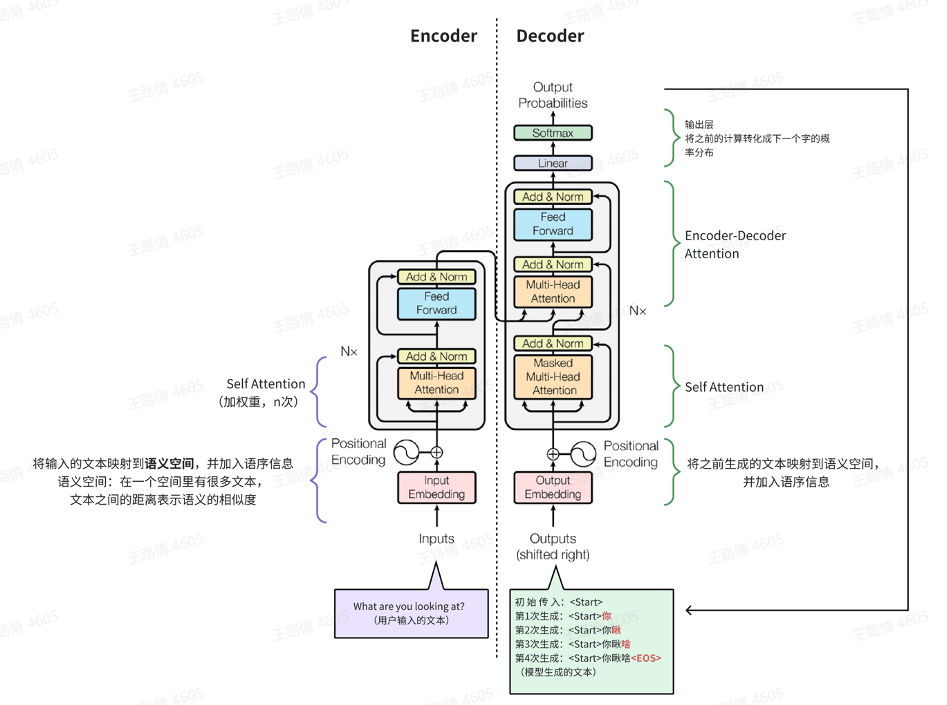 Encoder
Decoder
Output
Probabilities
Softmax
Linear
输出层
将之前的计算转化成下一个字的概
率分布
Add & Norm
Feed
Forward
Add & Norm
Multi-Head
Attention
N×
Encoder-Decoder
Attention
Add & Norm
Masked
Multi-Head
Attention
Self Attention
Add & Norm
Feed
Forward
N×
Add & Norm
Multi-Head
Attention
Self Attention
（加权重，n次）
Positional
Encoding
Positional
Encoding
将输入的文本映射到语义空间，并加入语序信息
语义空间：在一个空间里有很多文本，
文本之间的距离表示语义的相似度
Input
Embedding
Output
Embedding
将之前生成的文本映射到语义空间，
并加入语序信息
Inputs
Outputs
(shifted right)
What are you looking at?
（用户输入的文本）
初 始 传 入：<Start>
第1次生成：<Start>你
第2次生成：<Start>你瞅
第3次生成：<Start>你瞅啥
第4次生成：<Start>你瞅啥<EOS>
（模型生成的文本）
王路情 4605